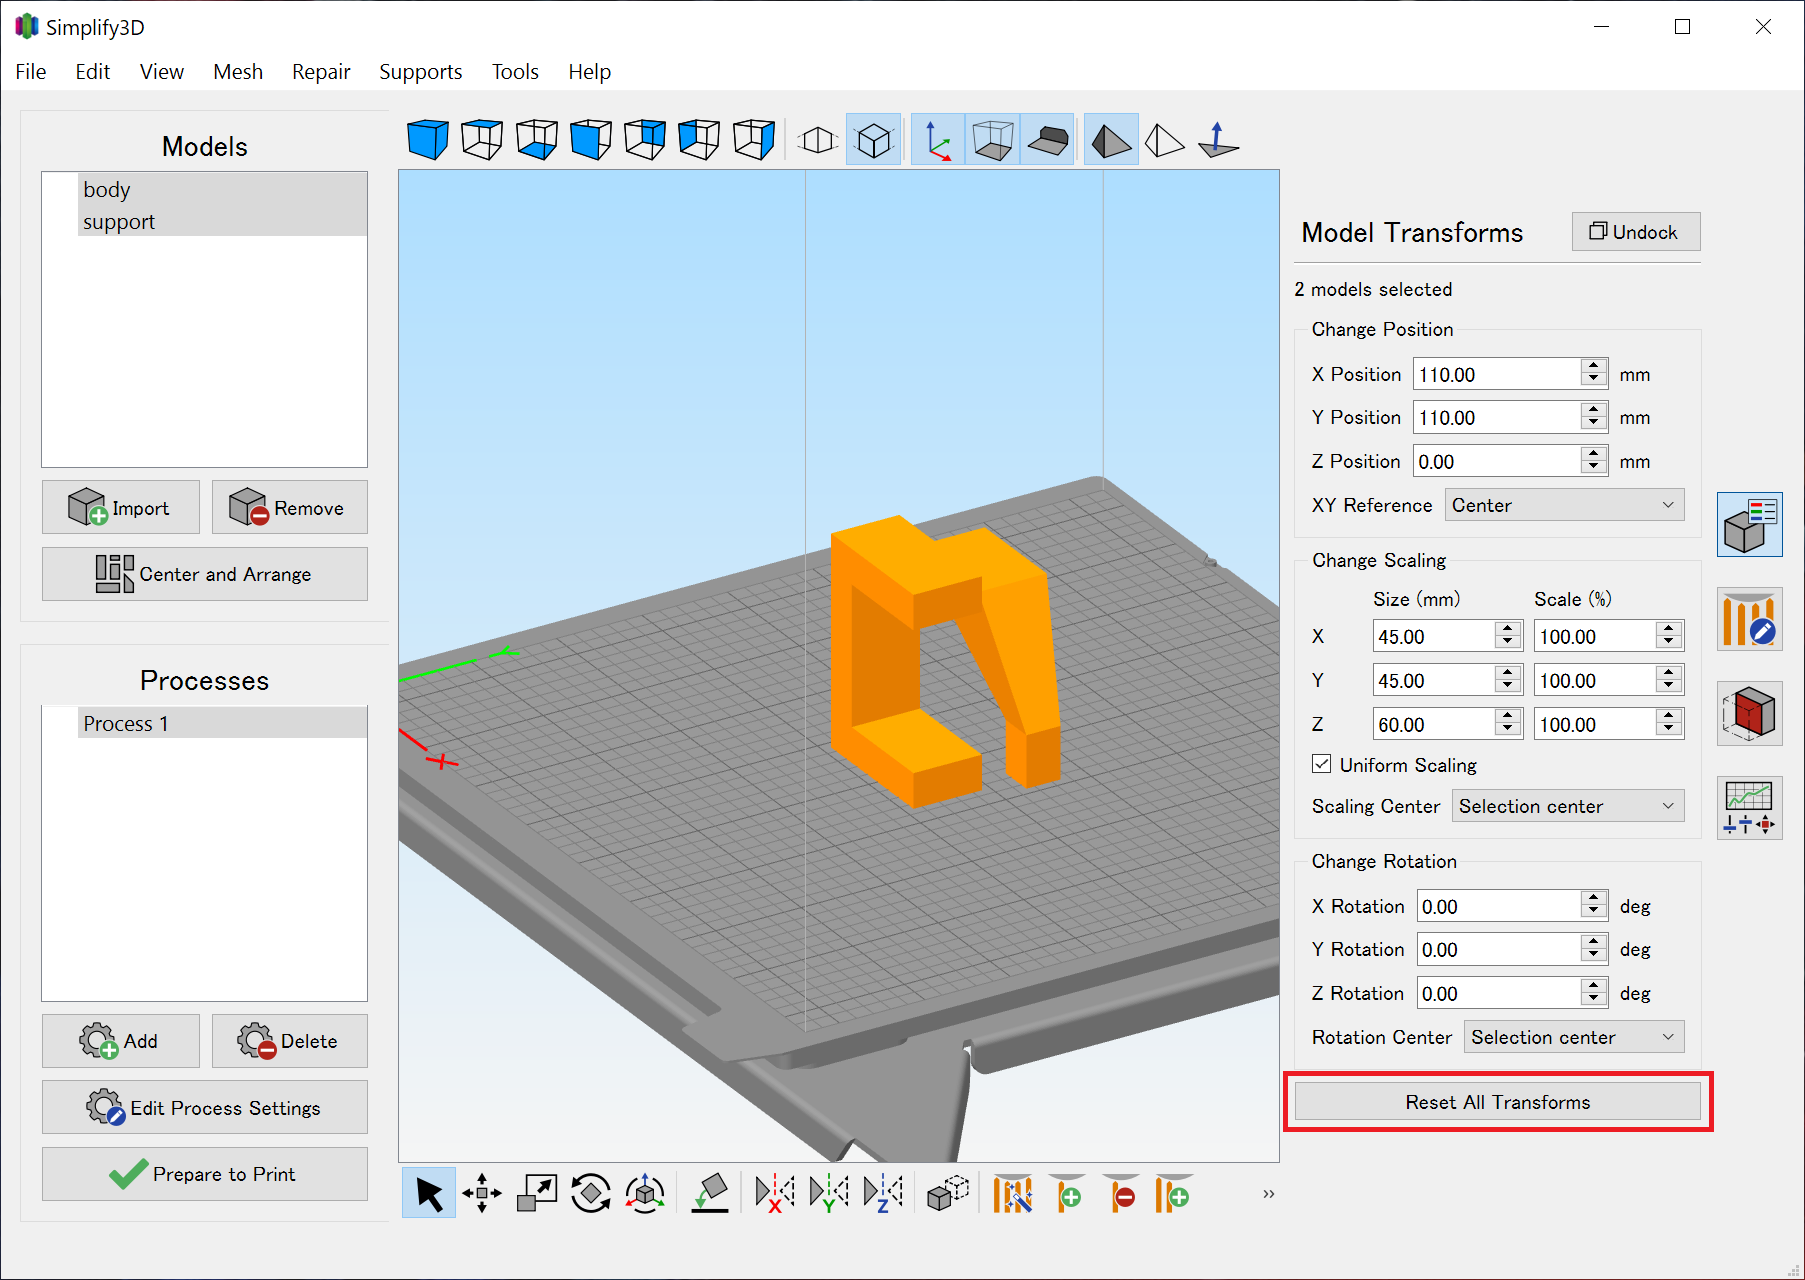 Simplify3D
File Edit View Mesh Repair Supports Tools Help
Models
body
support
Import Remove
Center and Arrange
Processes
Process 1
Add Delete
Edit Process Settings
Prepare to Print
X Y Z
»
Model Transforms Undock
2 models selected
Change Position
X Position 110.00 mm
Y Position 110.00 mm
Z Position 0.00 mm
XY Reference Center
Change Scaling
Size (mm) Scale (%)
X 45.00 100.00
Y 45.00 100.00
Z 60.00 100.00
Uniform Scaling
Scaling Center Selection center
Change Rotation
X Rotation 0.00 deg
Y Rotation 0.00 deg
Z Rotation 0.00 deg
Rotation Center Selection center
Reset All Transforms